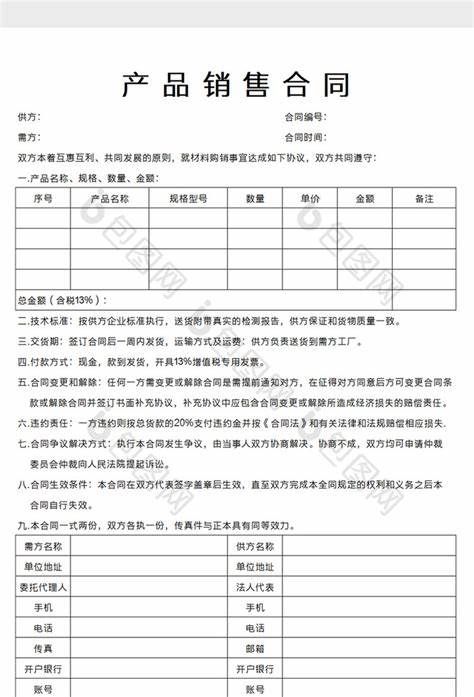 产品销售合同
供方： 合同编号：
需方： 合同时间：
双方本着互惠互利、共同发展的原则，就材料购销事宜达成如下协议，双方共同遵守：
一.产品名称、规格、数量、金额：
序号 产品名称 规格型号 数量 单价 金额 备注
总金额（含税13%）：
二.技术标准：按供方企业标准执行，送货附带真实的检测报告，供方保证和货物质量一致。
三.交货期：签订合同后一周内发货，运输方式及运费：供方负责送货到需方工厂。
四.付款方式：现金，款到发货，开具13%增值税专用发票。
五.合同变更和解除：任何一方需变更或解除合同是需提前通知对方，在征得对方同意后方可变更合同条
款或解除合同并签订书面补充协议，补充协议中应包含合同变更或解除所造成经济损失的赔偿责任。
六.违约责任：一方违约则按总货款的20%支付违约金并按《合同法》和有关法律和法规赔偿相应损失.
七.合同争议解决方式：执行本合同发生争议，由当事人双方协商解决。协商不成，双方均可申请仲裁
委员会仲裁向人民法院提起诉讼。
八.合同生效条件：本合同在双方代表签字盖章后生效，直至双方完成本全同规定的权利和义务之后本
合同自行失效。
九.本合同一式两份，双方各执一份，传真件与正本具有同等效力。
需方名称 供方名称
单位地址 单位地址
委托代理人 法人代表
手机 手机
电话 电话
传真 邮箱
开户银行 开户银行
账号 账号
包图网
包图网
包图网
包图网